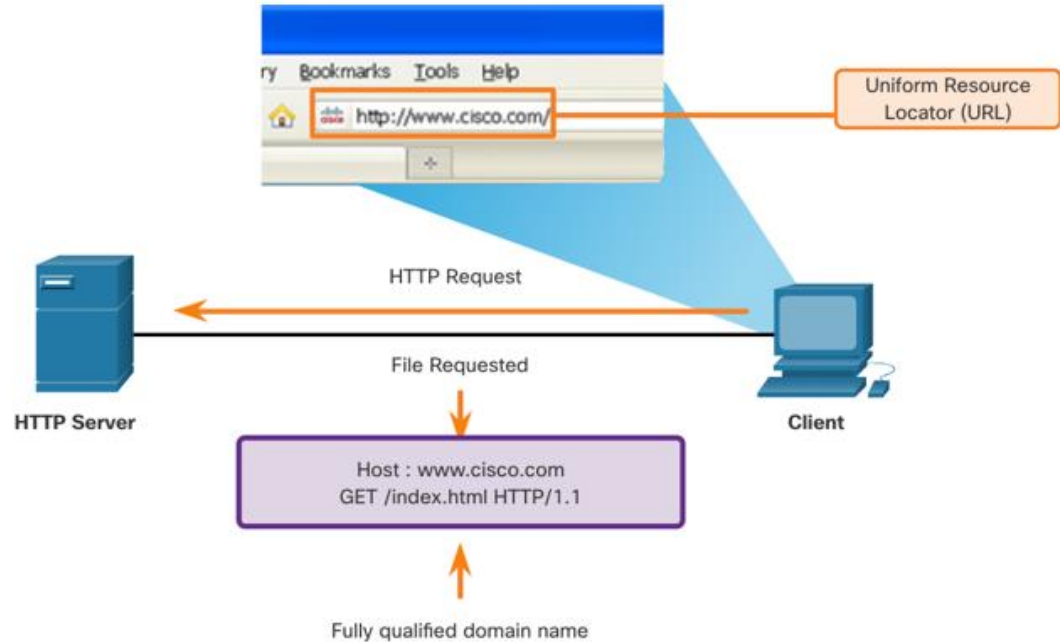 ry Bookmarks Tools Help
http://www.cisco.com/
Uniform Resource
Locator (URL)
HTTP Request
File Requested
HTTP Server
Client
Host : www.cisco.com
GET /index.html HTTP/1.1
Fully qualified domain name